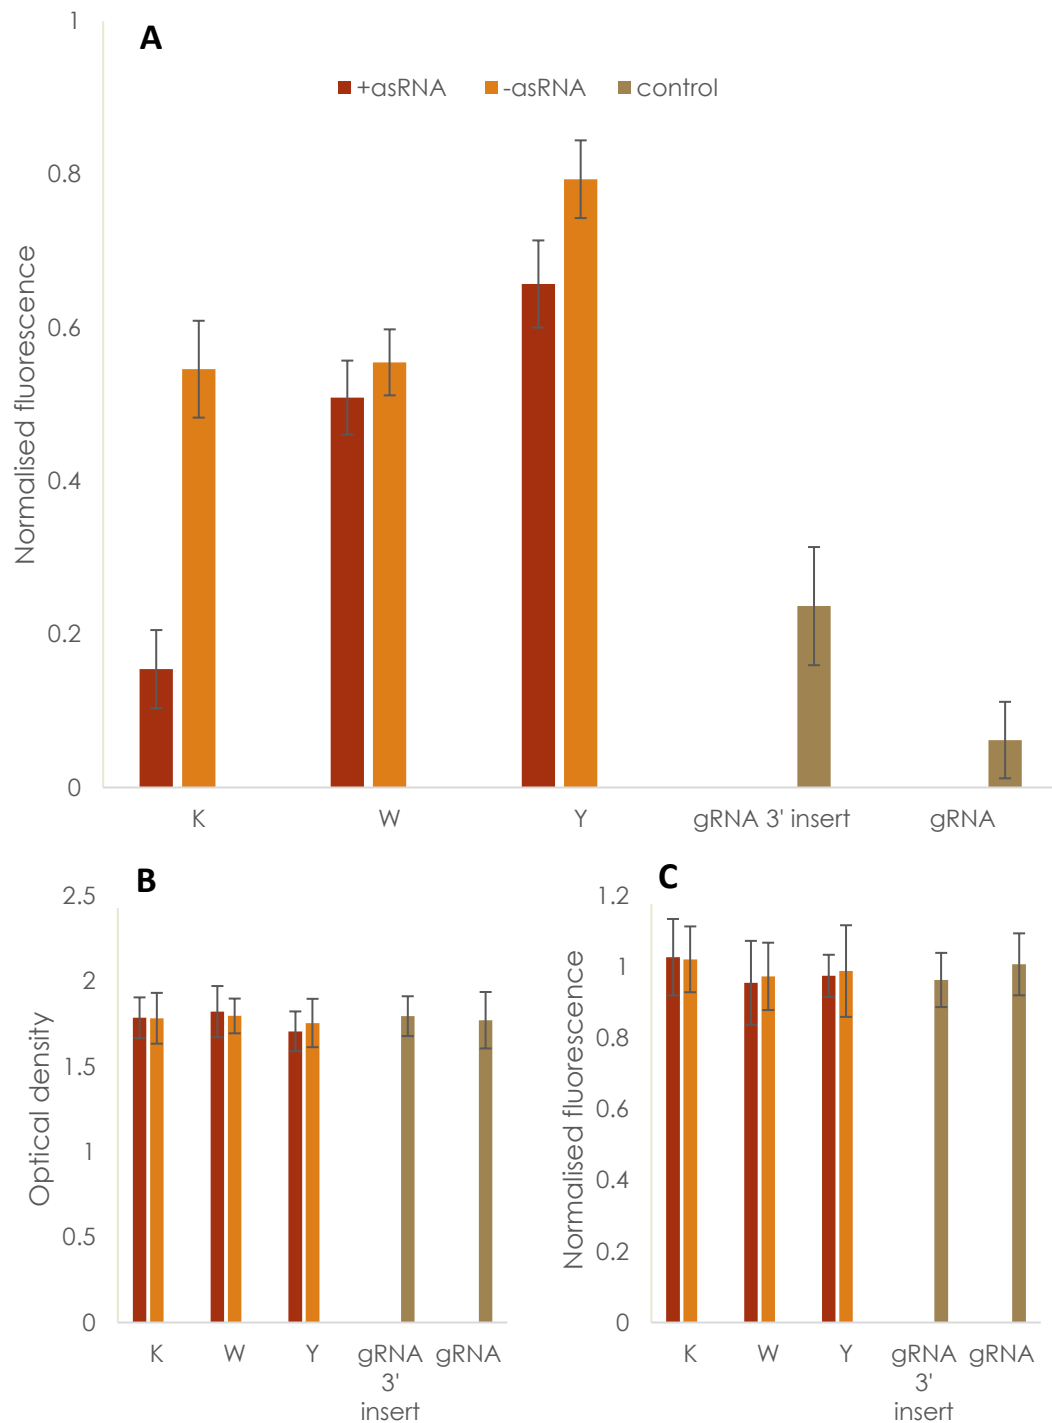 A
+asRNA -asRNA control
Normalised fluorescence
1
0.8
0.6
0.4
0.2
0
K W Y gRNA 3' insert gRNA
B
Optical density
2.5
2
1.5
1
0.5
0
K W Y gRNA 3' insert gRNA
C
Normalised fluorescence
1.2
1
0.8
0.6
0.4
0.2
0
K W Y gRNA 3' insert gRNA